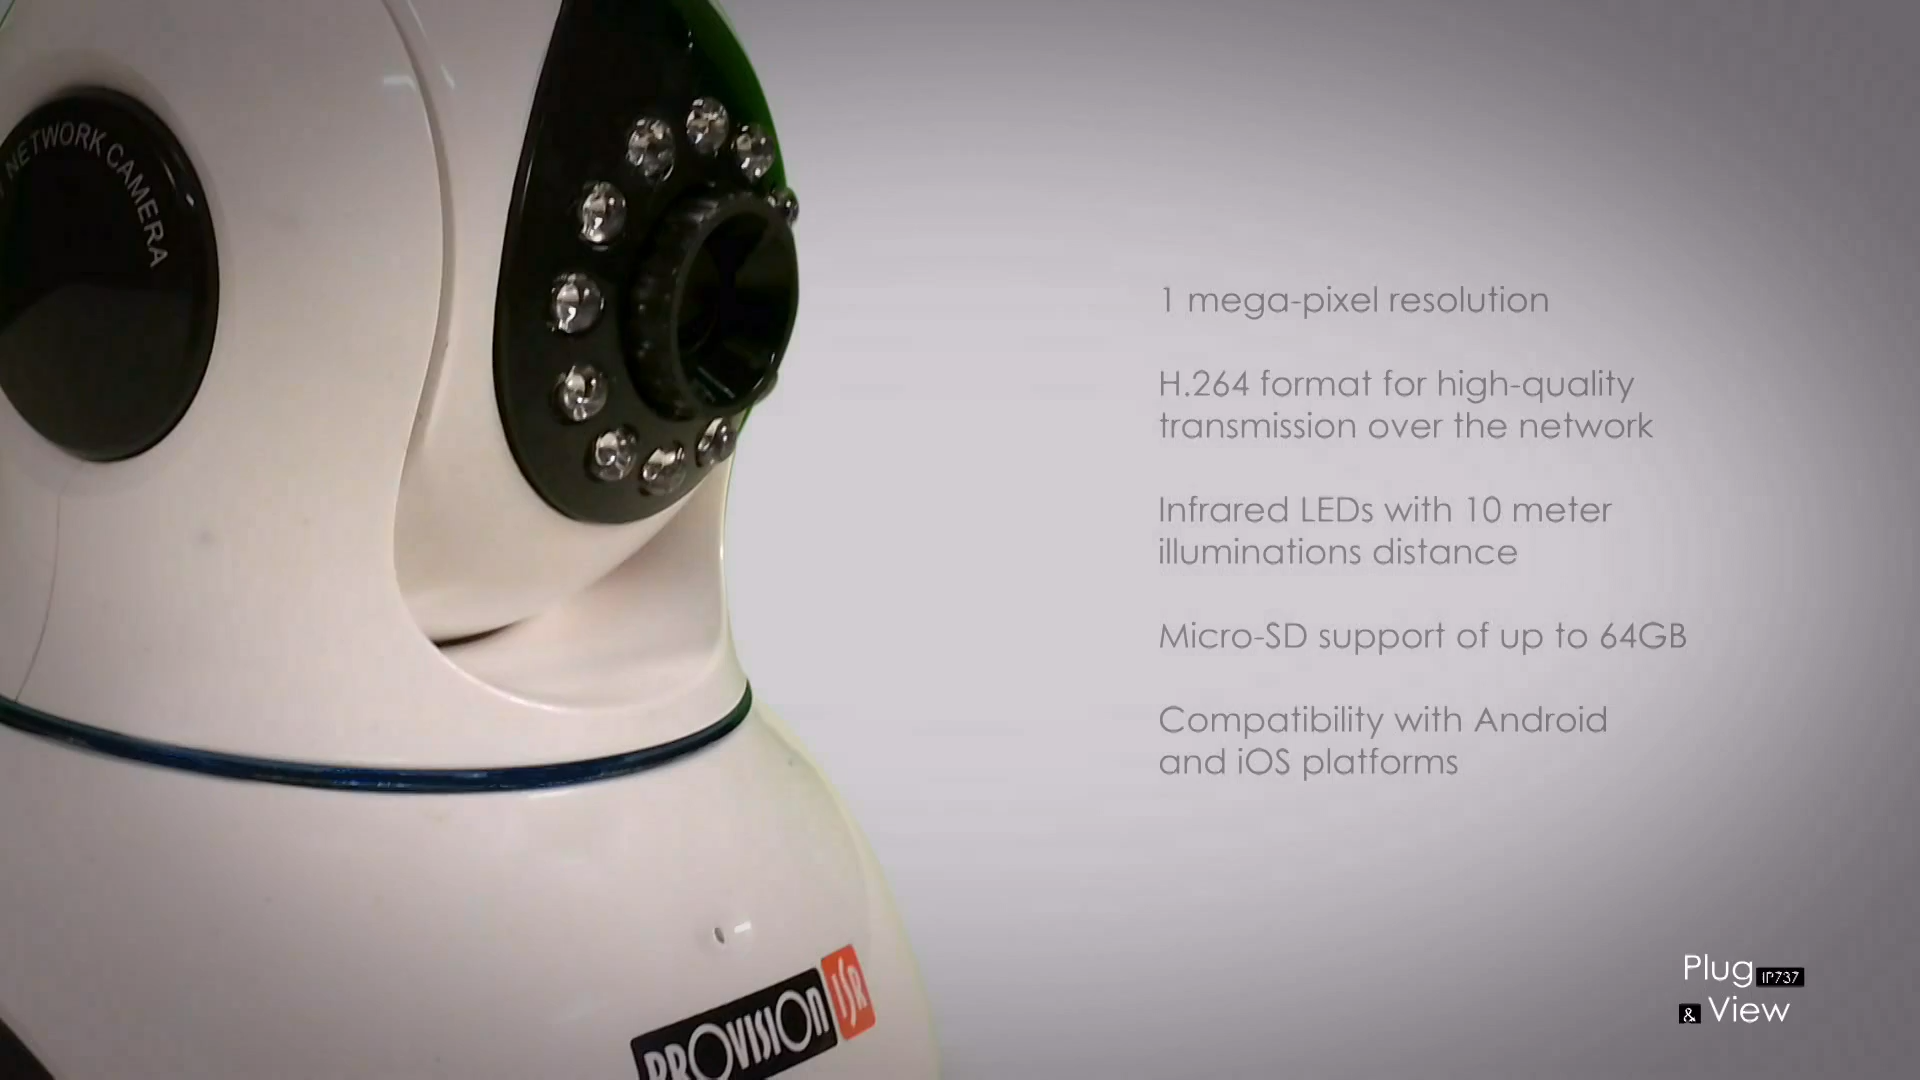 NETWORK CAMERA
1 mega-pixel resolution
H.264 format for high-quality
transmission over the network
Infrared LEDs with 10 meter
illuminations distance
Micro-SD support of up to 64GB
Compatibility with Android
and iOS platforms
PROVISION ISR
Plug IP737
& View